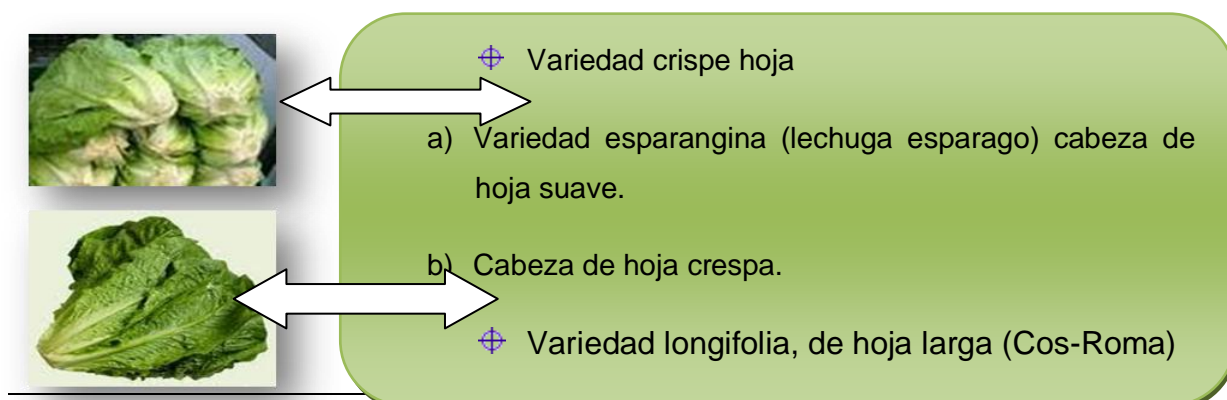 Variedad crispe hoja
a) Variedad esparangina (lechuga esparago) cabeza de
hoja suave.
b) Cabeza de hoja crespa.
Variedad longifolia, de hoja larga (Cos-Roma)